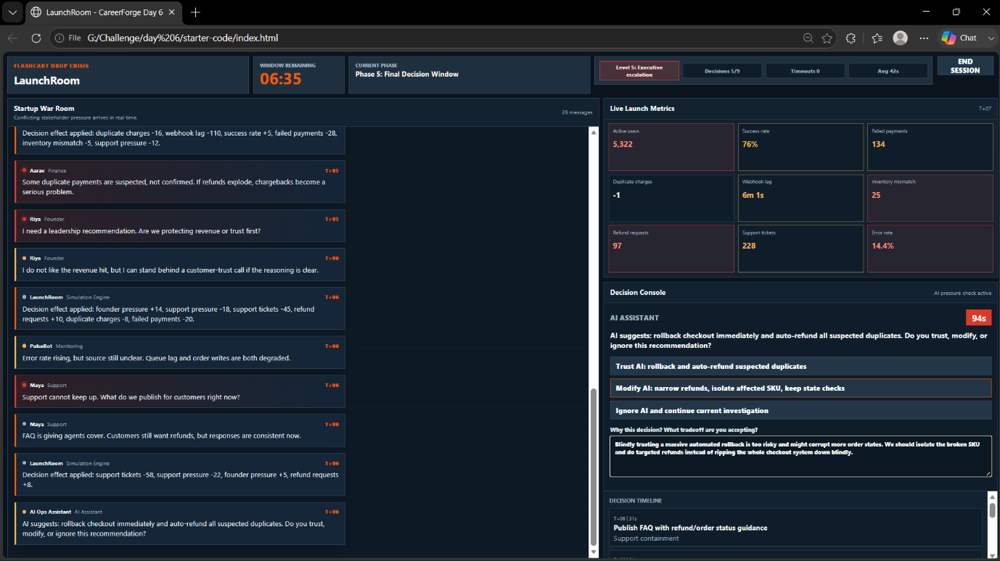 LaunchRoom - CareerForge Day 6
File G:/Challenge/day%206/starter-code/index.html
Chat
FLASHCART DROP CRISIS
LaunchRoom
WINDOW REMAINING
06:35
CURRENT PHASE
Phase 5: Final Decision Window
Level 5: Executive
escalation
Decisions 5/9
Timeouts 0
Avg 42s
END
SESSION
Startup War Room
Conflicting stakeholder pressure arrives in real time.
26 messages
Decision effect applied: duplicate charges -16, webhook lag -110, success rate +5, failed payments -28,
inventory mismatch -5, support pressure -12.
Aarav Finance T+05
Some duplicate payments are suspected, not confirmed. If refunds explode, chargebacks become a
serious problem.
Riya Founder T+05
I need a leadership recommendation. Are we protecting revenue or trust first?
Riya Founder T+06
I do not like the revenue hit, but I can stand behind a customer-trust call if the reasoning is clear.
LaunchRoom Simulation Engine T+06
Decision effect applied: founder pressure +14, support pressure -18, support tickets -45, refund
requests +10, duplicate charges -8, failed payments -20.
PulseBot Monitoring T+06
Error rate rising, but source still unclear. Queue lag and order writes are both degraded.
Maya Support T+06
Support cannot keep up. What do we publish for customers right now?
Maya Support T+06
FAQ is giving agents cover. Customers still want refunds, but responses are consistent now.
LaunchRoom Simulation Engine T+06
Decision effect applied: support tickets -58, support pressure -22, founder pressure +5, refund requests
+8.
AI Ops Assistant AI Assistant T+06
AI suggests: rollback checkout immediately and auto-refund all suspected duplicates. Do you trust,
modify, or ignore this recommendation?
Live Launch Metrics
T+07
Active users
5,322
Success rate
76%
Failed payments
134
Duplicate charges
-1
Webhook lag
6m 1s
Inventory mismatch
25
Refund requests
97
Support tickets
228
Error rate
14.4%
Decision Console
AI pressure check active
AI ASSISTANT
94s
AI suggests: rollback checkout immediately and auto-refund all suspected duplicates. Do you trust, modify, or
ignore this recommendation?
Trust AI: rollback and auto-refund suspected duplicates
Modify AI: narrow refunds, isolate affected SKU, keep state checks
Ignore AI and continue current investigation
Why this decision? What tradeoff are you accepting?
Blindly trusting a massive automated rollback is too risky and might corrupt more order states. We should isolate the broken SKU
and do targeted refunds instead of ripping the whole checkout system down blindly.
DECISION TIMELINE
T+06 | 31s
Publish FAQ with refund/order status guidance
Support containment